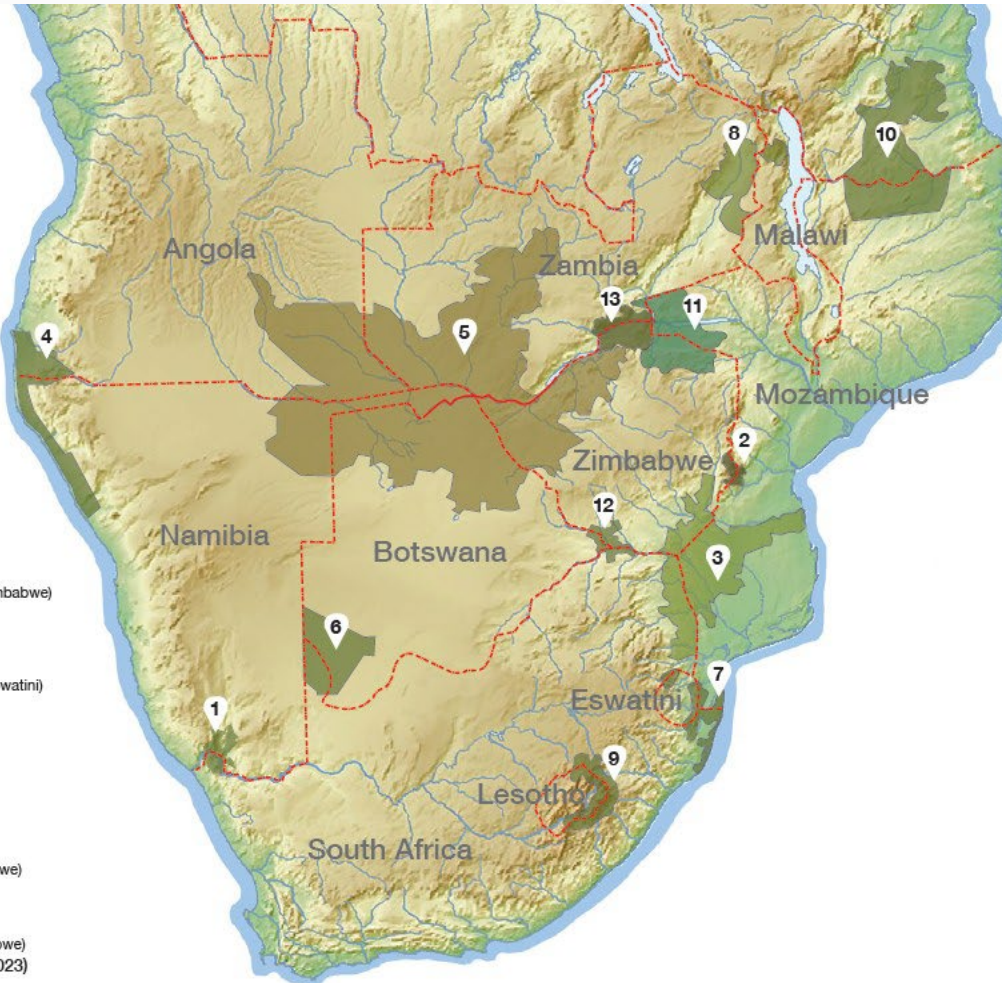 8
10
Malawi
Angola
Zambia
13
11
4
5
Mozambique
2
Zimbabwe
12
Namibia
Botswana
3
nbabwe)
6
watini)
7
Eswatini
1
9
Lesotho
South Africa
we)
owe)
023)